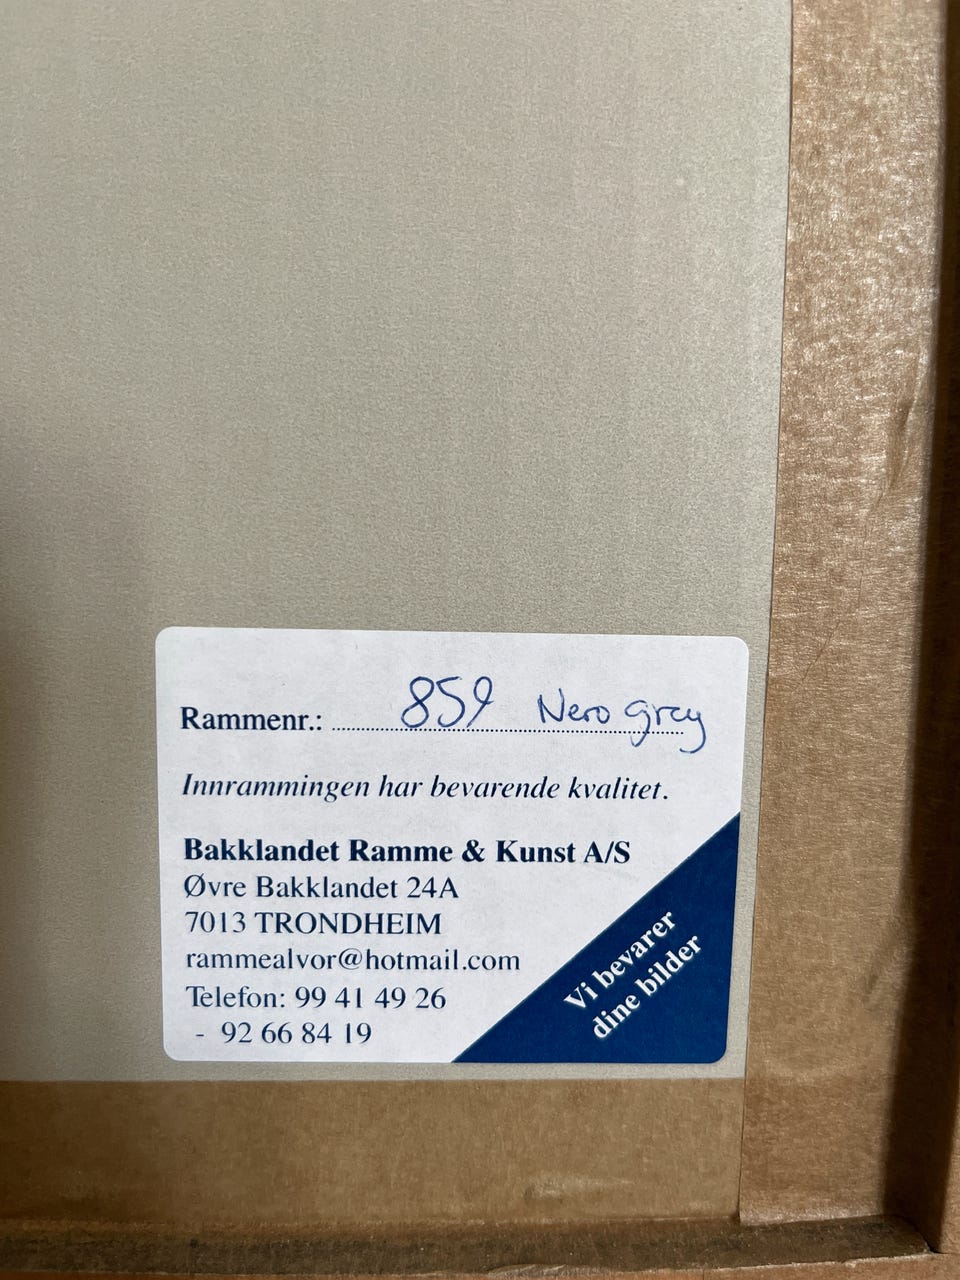 Rammenr.: 859 Nero grey
Innrammingen har bevarende kvalitet.
Bakklandet Ramme & Kunst A/S
Øvre Bakklandet 24A
7013 TRONDHEIM
rammealvor@hotmail.com
Telefon: 99 41 49 26
- 92 66 84 19
Vi bevarer
dine bilder